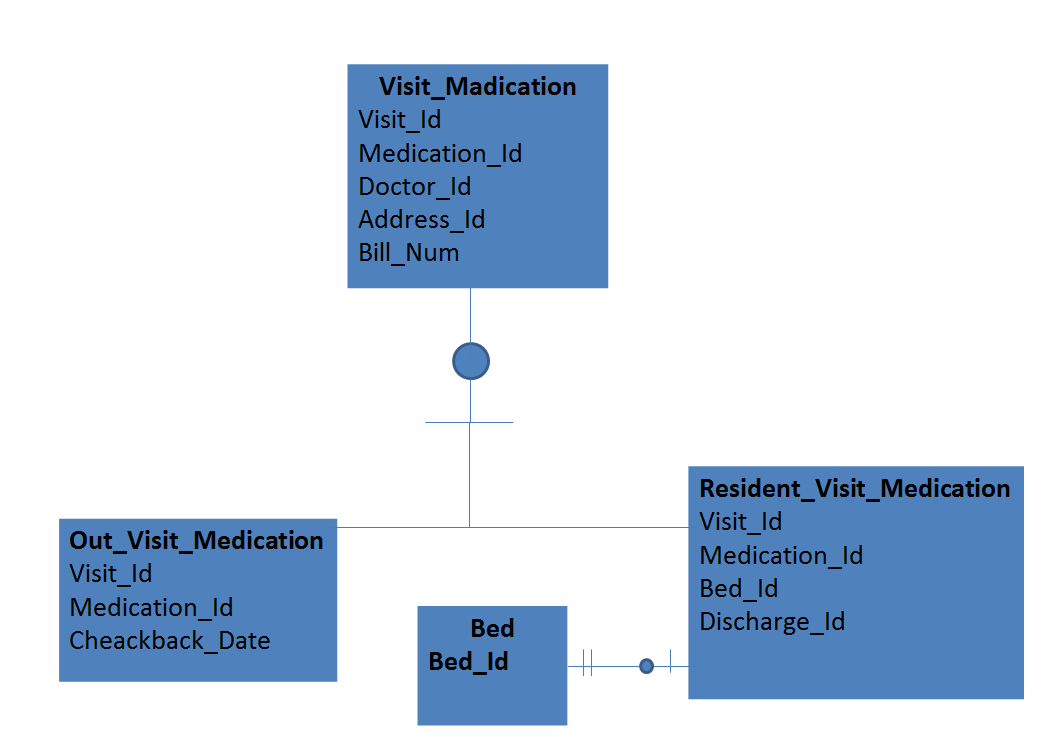 Visit_Madication
Visit_Id
Medication_Id
Doctor_Id
Address_Id
Bill_Num
Out_Visit_Medication
Visit_Id
Medication_Id
Cheackback_Date
Bed
Bed_Id
Resident_Visit_Medication
Visit_Id
Medication_Id
Bed_Id
Discharge_Id